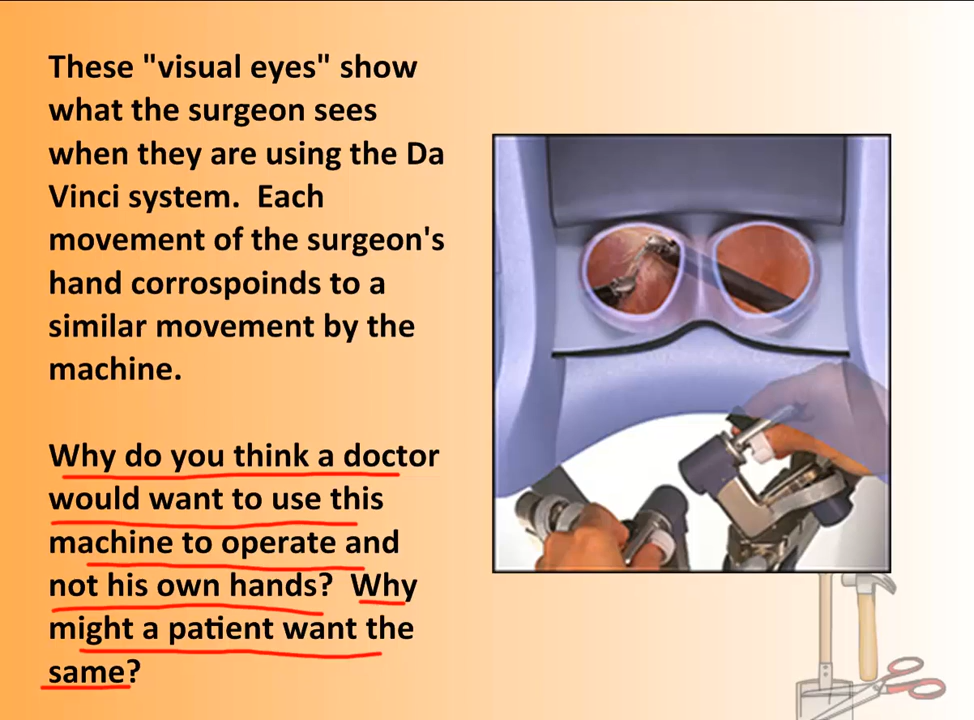 These "visual eyes" show
what the surgeon sees
when they are using the Da
Vinci system.  Each
movement of the surgeon's
hand corrospoinds to a
similar movement by the
machine.
Why do you think a doctor
would want to use this
machine to operate and
not his own hands?  Why
might a patient want the
same?